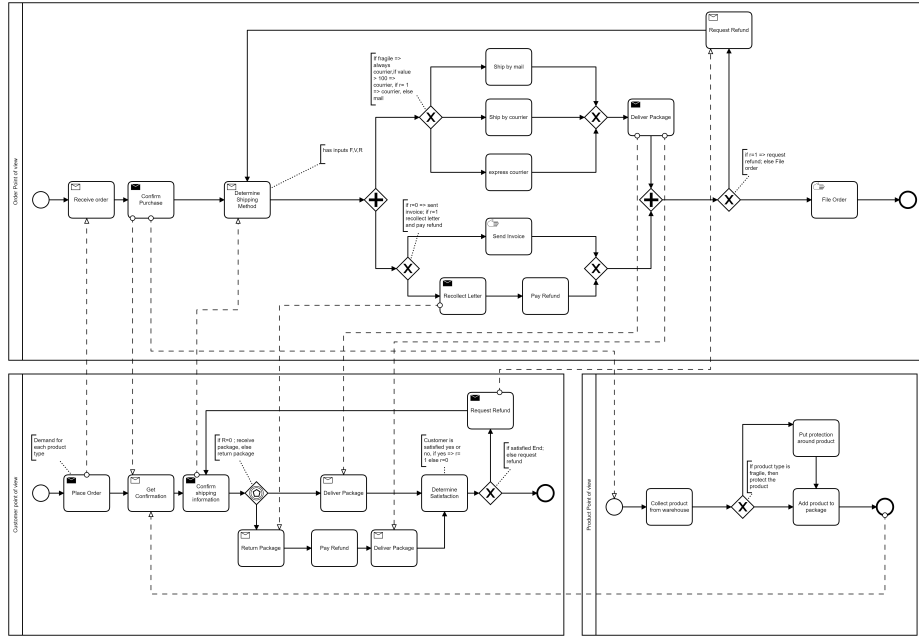 Order Point of view
Receive order
Confirm
Purchase
Determine
Shipping
Method
has inputs F,V,R
If fragile =>
always
courrier,If value
> 100 =>
courrier, if r= 1
=> courrier, else
mail
Ship by mail
Ship by courrier
express courrier
Deliver Package
Request Refund
if r=0 => sent
invoice; if r=1
recollect letter
and pay refund
Send Invoice
Recollect Letter
Pay Refund
if r=1 => request
refund; else File
order
File Order
Customer point of view
Demand for
each product
type
Place Order
Get
Confirmation
Confirm
shipping
information
if R=0 ; receive
package, else
return package
Deliver Package
Return Package
Pay Refund
Deliver Package
Customer is
satisfied yes or
no, if yes => r=
1 else r=0
Determine
Satisfaction
Request Refund
if satisfied End;
else request
refund
Product Point of view
Collect product
from warehouse
If product type is
fragile, then
protect the
product
Put protection
around product
Add product to
package